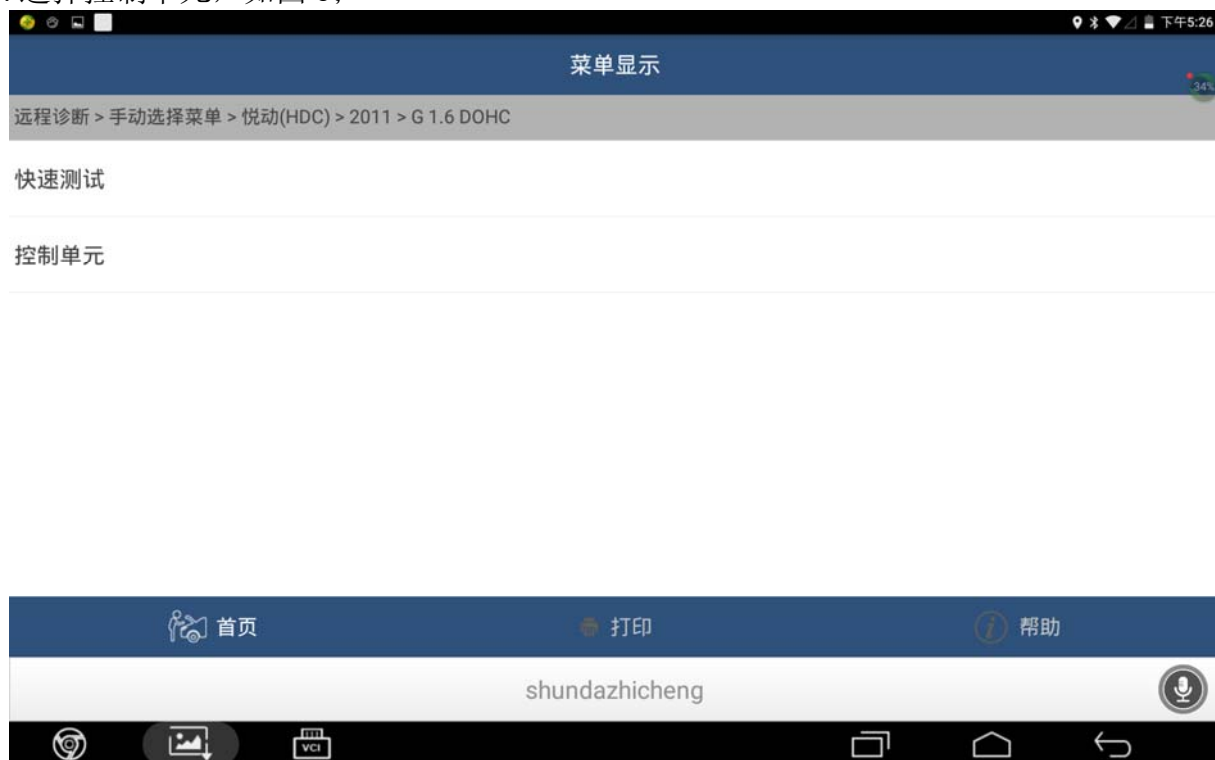 下午5:26
菜单显示
34%
远程诊断 > 手动选择菜单 > 悦动(HDC) > 2011 > G 1.6 DOHC
快速测试
控制单元
首页
打印
帮助
shundazhicheng
VCI